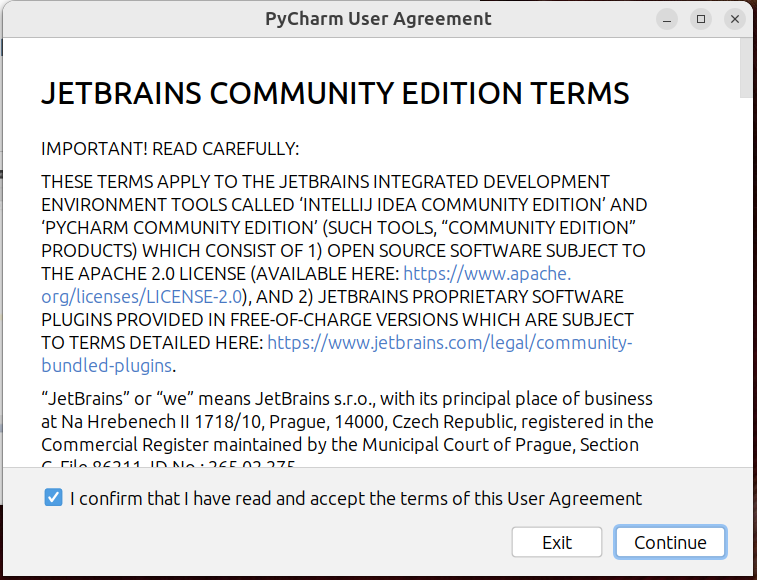 PyCharm User Agreement
JETBRAINS COMMUNITY EDITION TERMS
IMPORTANT! READ CAREFULLY:
THESE TERMS APPLY TO THE JETBRAINS INTEGRATED DEVELOPMENT
ENVIRONMENT TOOLS CALLED ‘INTELLIJ IDEA COMMUNITY EDITION’ AND
‘PYCHARM COMMUNITY EDITION’ (SUCH TOOLS, “COMMUNITY EDITION”
PRODUCTS) WHICH CONSIST OF 1) OPEN SOURCE SOFTWARE SUBJECT TO
THE APACHE 2.0 LICENSE (AVAILABLE HERE: https://www.apache.
org/licenses/LICENSE-2.0), AND 2) JETBRAINS PROPRIETARY SOFTWARE
PLUGINS PROVIDED IN FREE-OF-CHARGE VERSIONS WHICH ARE SUBJECT
TO TERMS DETAILED HERE: https://www.jetbrains.com/legal/community-
bundled-plugins.
“JetBrains” or “we” means JetBrains s.r.o., with its principal place of business
at Na Hrebenech II 1718/10, Prague, 14000, Czech Republic, registered in the
Commercial Register maintained by the Municipal Court of Prague, Section
C, File 86211, ID No.: 265 02 275
I confirm that I have read and accept the terms of this User Agreement
Exit
Continue